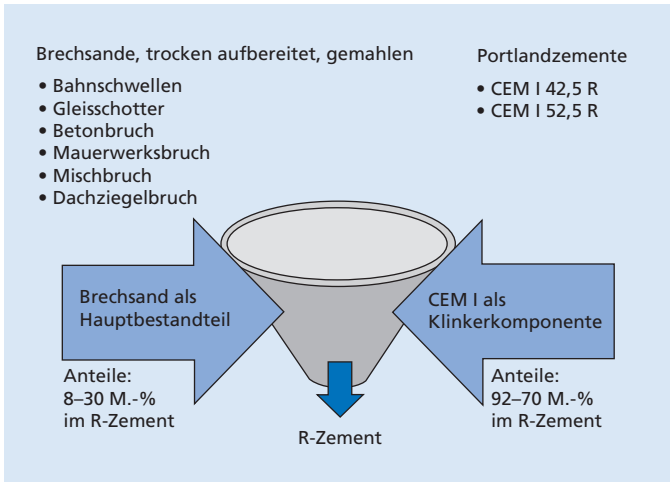 Brechsande, trocken aufbereitet, gemahlen
• Bahnschwellen
• Gleisschotter
• Betonbruch
• Mauerwerksbruch
• Mischbruch
• Dachziegelbruch
Portlandzemente
• CEM I 42,5 R
• CEM I 52,5 R
Brechsand als
Hauptbestandteil
CEM I als
Klinkerkomponente
Anteile:
8–30 M.-%
im R-Zement
Anteile:
92–70 M.-%
im R-Zement
R-Zement